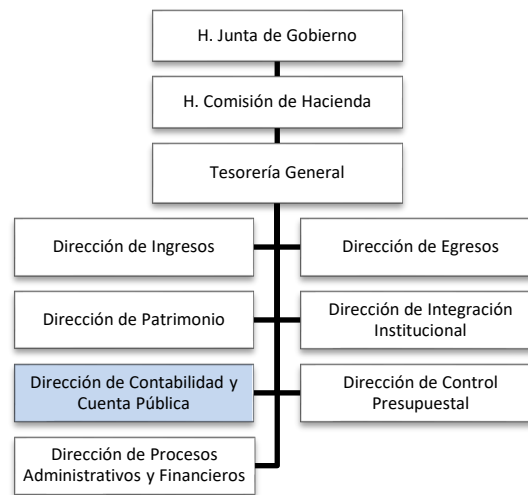 H. Junta de Gobierno
H. Comisión de Hacienda
Tesorería General
Dirección de Ingresos
Dirección de Egresos
Dirección de Patrimonio
Dirección de Integración
Institucional
Dirección de Contabilidad y
Cuenta Pública
Dirección de Control
Presupuestal
Dirección de Procesos
Administrativos y Financieros